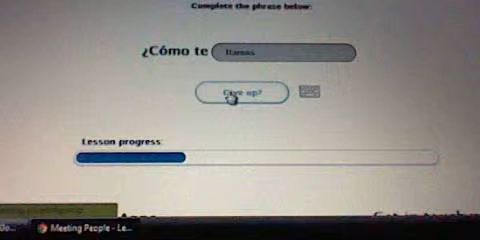 Complete the phrase below:
¿Cómo te llamas
Give up?
Lesson progress:
Meeting People - Le...